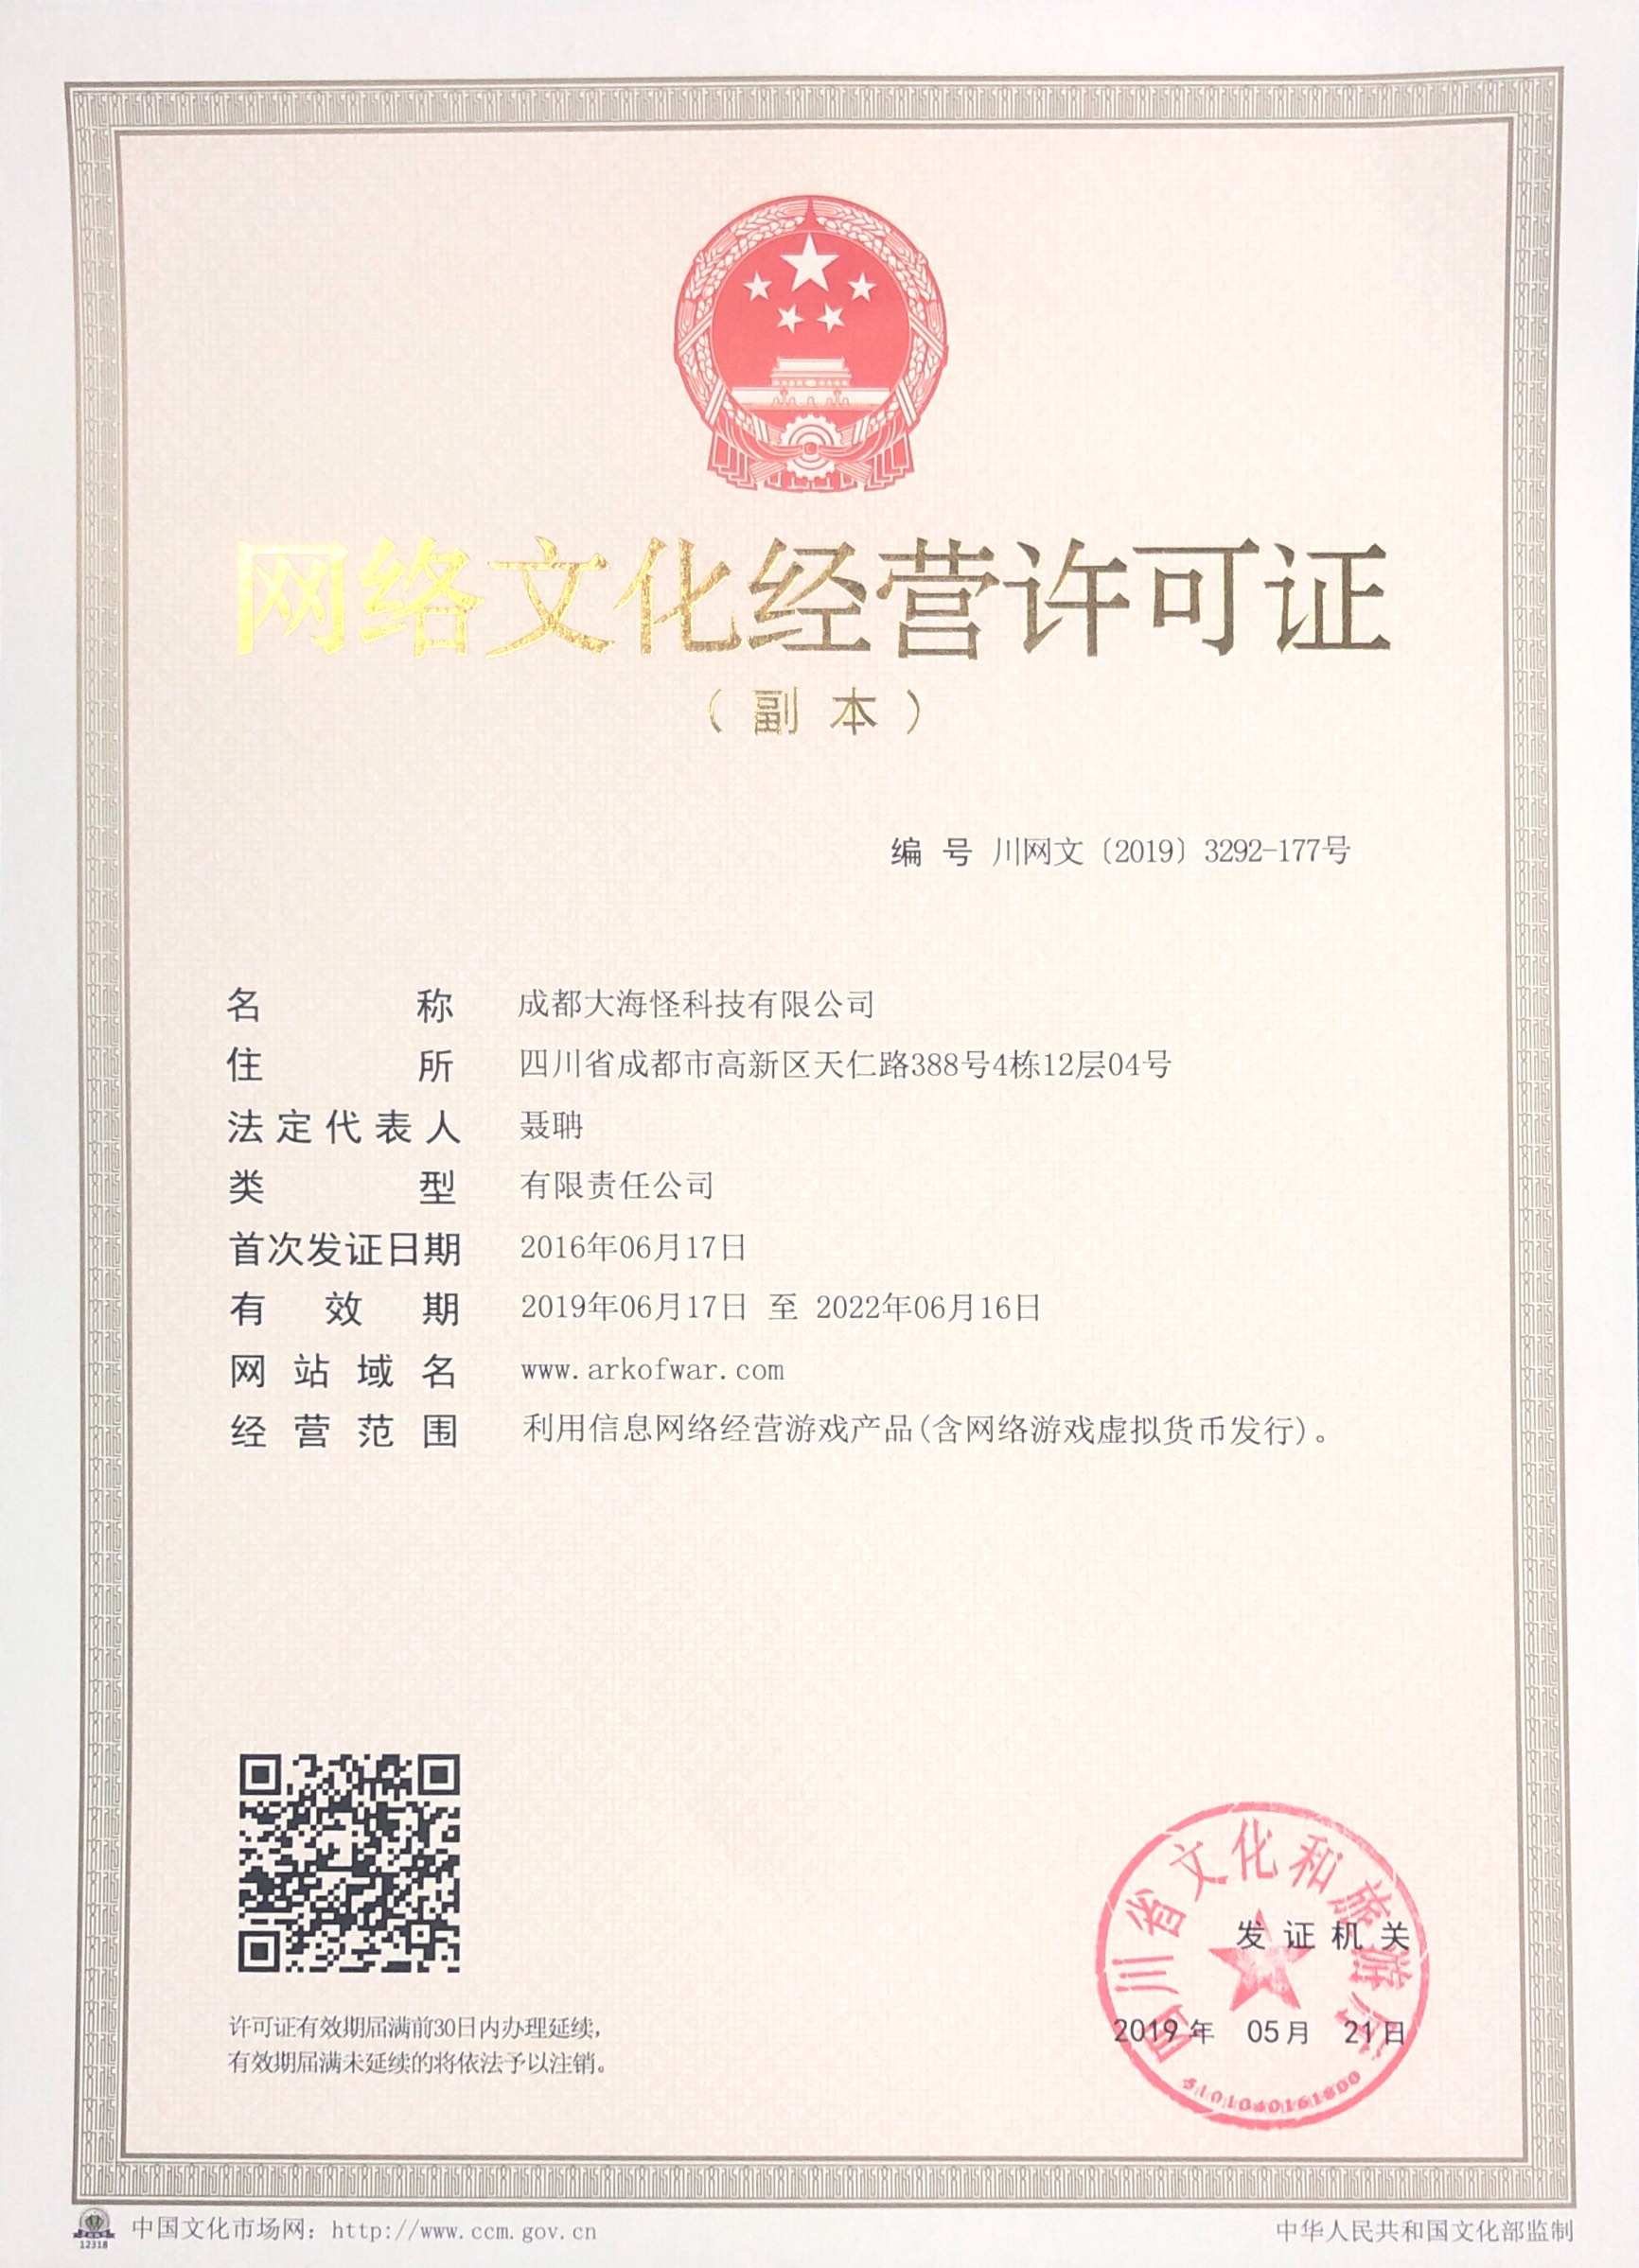 网络文化经营许可证
（副本）
编 号 川网文〔2019〕3292-177号
名 称 成都大海怪科技有限公司
住 所 四川省成都市高新区天仁路388号4栋12层04号
法定代表人 聂聃
类 型 有限责任公司
首次发证日期 2016年06月17日
有 效 期 2019年06月17日 至 2022年06月16日
网 站 域 名 www.arkofwar.com
经 营 范 围 利用信息网络经营游戏产品(含网络游戏虚拟货币发行)。
四川省文化和旅游厅
发 证 机 关
2019 年 05 月 21 日
5101040161800
许可证有效期届满前30日内办理延续，
有效期届满未延续的将依法予以注销。
12318
中国文化市场网：http://www.ccm.gov.cn
中华人民共和国文化部监制